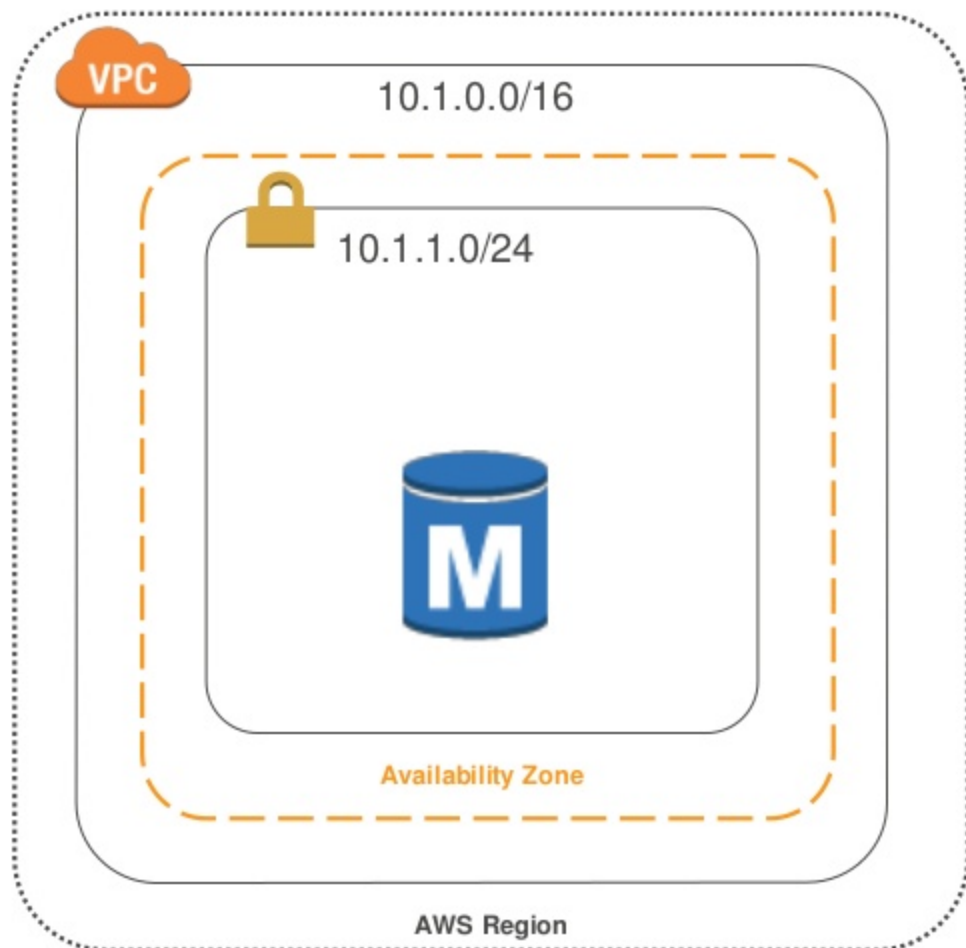 VPC
10.1.0.0/16
10.1.1.0/24
M
Availability Zone
AWS Region